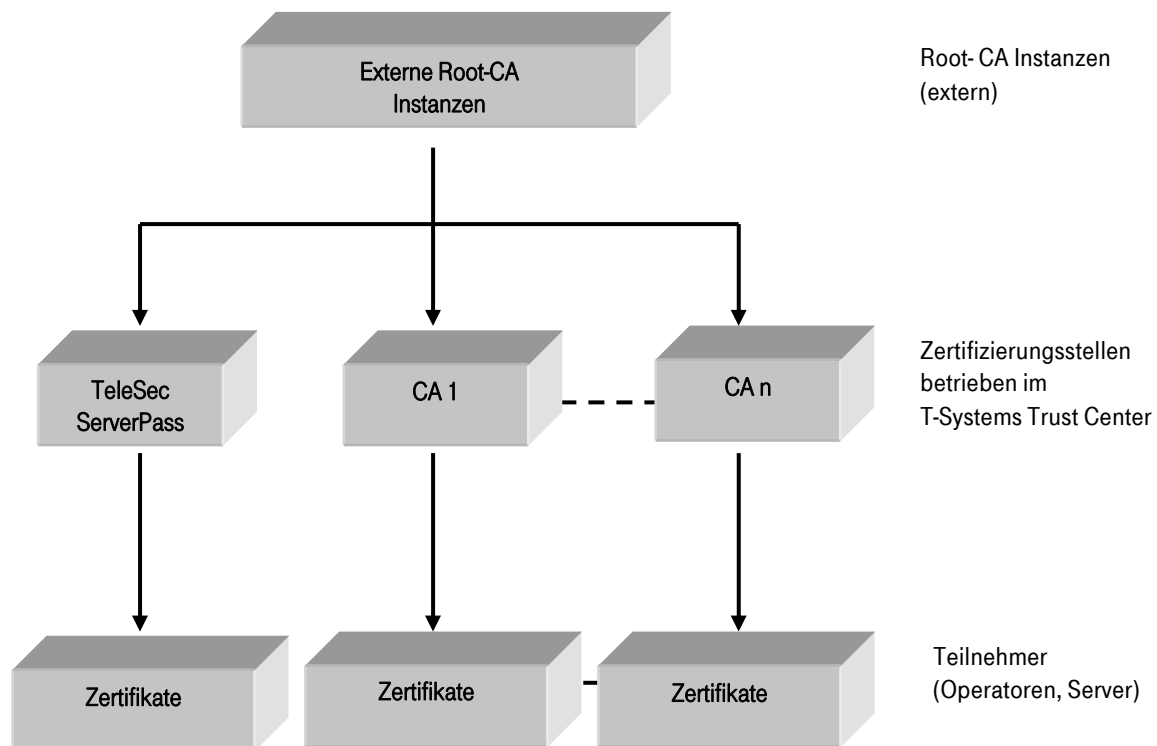 Externe Root-CA
Instanzen
Root- CA Instanzen
(extern)
TeleSec
ServerPass
CA 1
CA n
Zertifizierungsstellen
betrieben im
T-Systems Trust Center
Zertifikate
Zertifikate
Zertifikate
Teilnehmer
(Operatoren, Server)